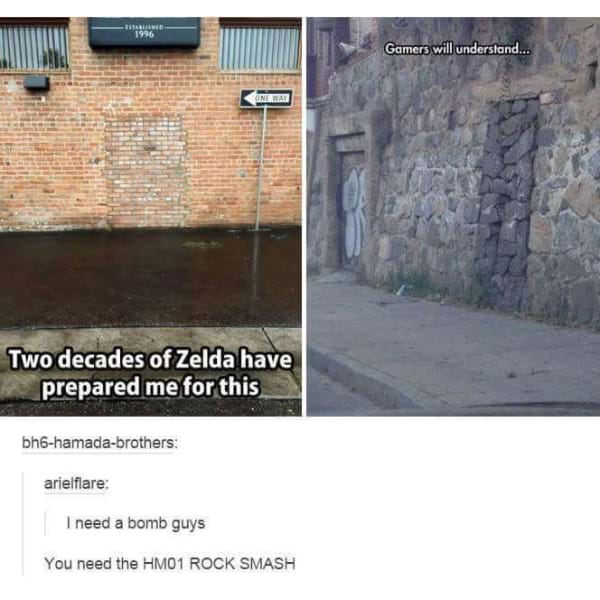 ESTABLISHED
1996
ONE WAY
Two decades of Zelda have
prepared me for this
Gamers will understand...
bh6-hamada-brothers:
arielflare:
I need a bomb guys
You need the HM01 ROCK SMASH